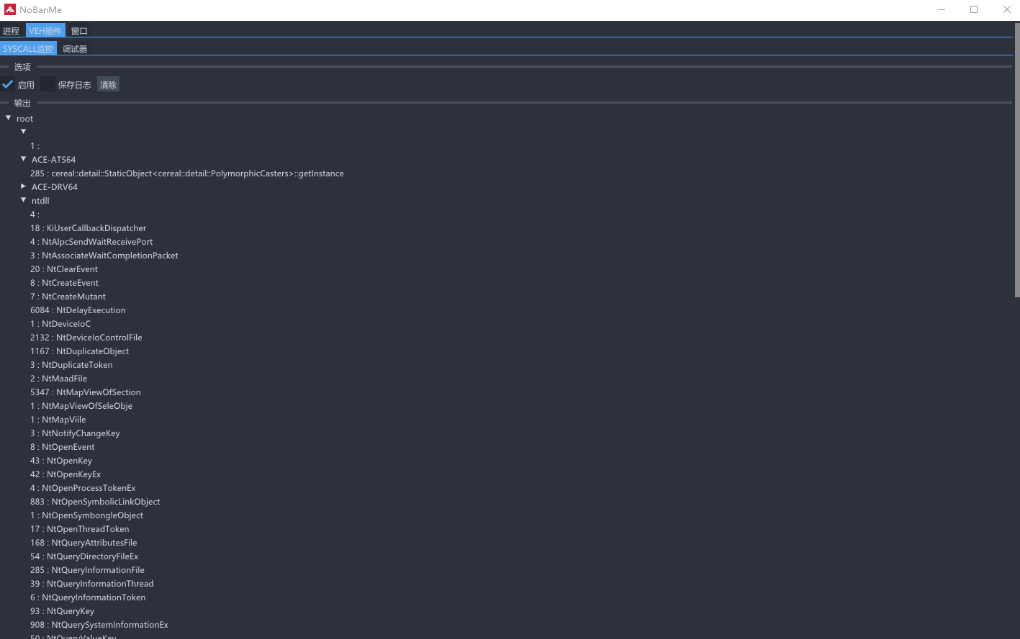 NoBanMe
进程 VEH插件 窗口
SYSCALL监控 调试器
选项
启用 保存日志 清除
输出
root
1 :
ACE-ATS64
285 : cereal::detail::StaticObject<cereal::detail::PolymorphicCasters>::getInstance
ACE-DRV64
ntdll
4 :
18 : KiUserCallbackDispatcher
4 : NtAlpcSendWaitReceivePort
3 : NtAssociateWaitCompletionPacket
20 : NtClearEvent
8 : NtCreateEvent
7 : NtCreateMutant
6084 : NtDelayExecution
1 : NtDeviceIoC
2132 : NtDeviceIoControlFile
1167 : NtDuplicateObject
3 : NtDuplicateToken
2 : NtMaadFile
5347 : NtMapViewOfSection
1 : NtMapViewOfSeleObje
1 : NtMapViile
3 : NtNotifyChangeKey
8 : NtOpenEvent
43 : NtOpenKey
42 : NtOpenKeyEx
4 : NtOpenProcessTokenEx
883 : NtOpenSymbolicLinkObject
1 : NtOpenSymbongleObject
17 : NtOpenThreadToken
168 : NtQueryAttributesFile
54 : NtQueryDirectoryFileEx
285 : NtQueryInformationFile
39 : NtQueryInformationThread
6 : NtQueryInformationToken
93 : NtQueryKey
908 : NtQuerySystemInformationEx
50 : NtQueryValueKey